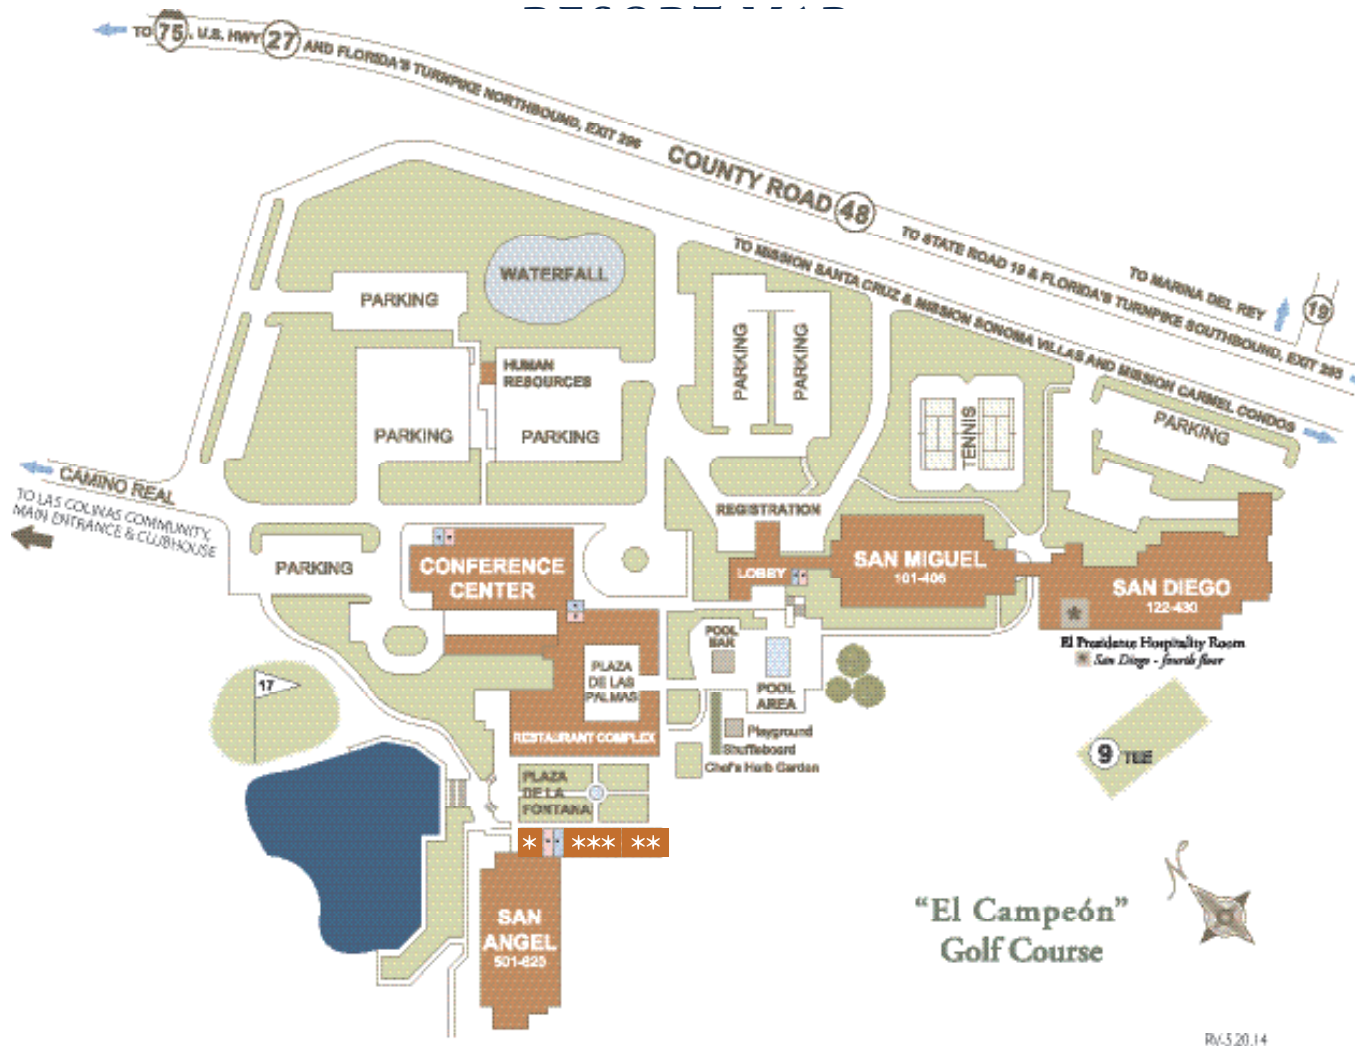 RESORT MAP
TO 75, U.S. HWY 27 AND FLORIDA'S TURNPIKE NORTHBOUND, EXIT 296
COUNTY ROAD 48
TO STATE ROAD 19 & FLORIDA'S TURNPIKE SOUTHBOUND, EXIT 285
TO MARINA DEL REY
19
TO MISSION SANTA CRUZ & MISSION SONOMA VILLAS AND MISSION CARMEL CONDOS
WATERFALL
PARKING
PARKING
PARKING
HUMAN
RESOURCES
PARKING
PARKING
TENNIS
PARKING
PARKING
CAMINO REAL
TO LAS COLINAS COMMUNITY,
MAIN ENTRANCE & CLUBHOUSE
REGISTRATION
PARKING
CONFERENCE
CENTER
LOBBY
SAN MIGUEL
101-406
SAN DIEGO
122-430
*
El Presidente Hospitality Room
* San Diego - fourth floor
POOL
BAR
PLAZA
DE LAS
PALMAS
POOL
AREA
17
RESTAURANT COMPLEX
Playground
Shuffleboard
Chef's Herb Garden
9 TEE
PLAZA
DE LA
FONTANA
* *** **
SAN
ANGEL
501-625
N
“El Campeón”
Golf Course
RV-5.20.14